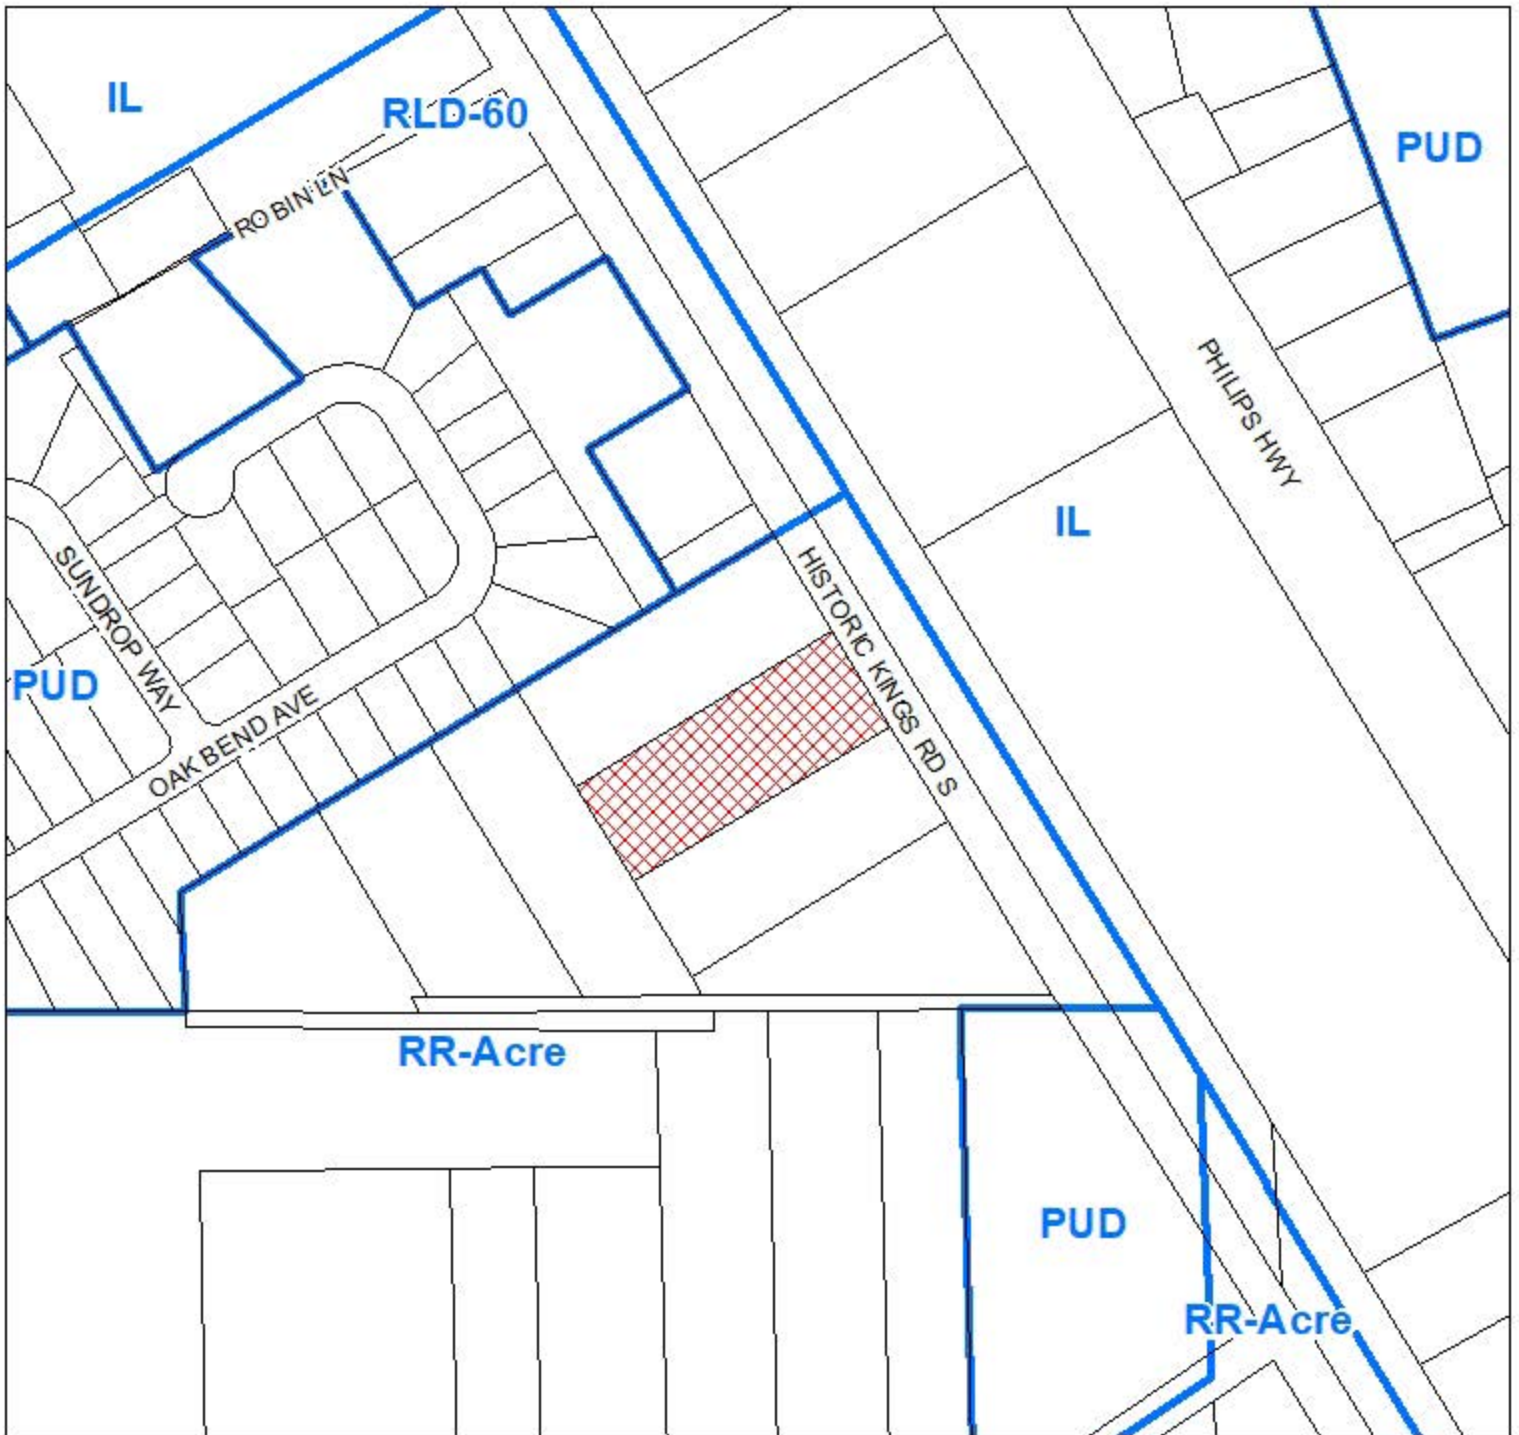 IL
RLD-60
PUD
ROBIN LN
PHILIPS HWY
IL
SUNDROP WAY
HISTORIC KINGS RD S
PUD
OAK BEND AVE
RR-Acre
PUD
RR-Acre